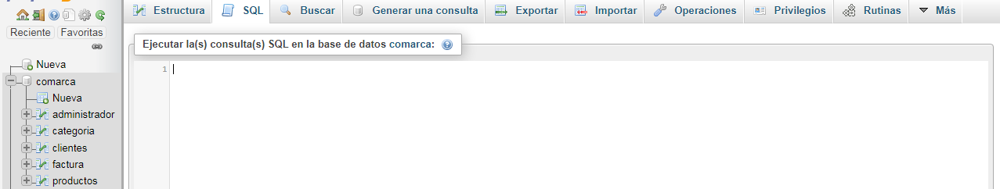 Estructura SQL Buscar Generar una consulta Exportar Importar Operaciones Privilegios Rutinas Más
Reciente Favoritas
Ejecutar la(s) consulta(s) SQL en la base de datos comarca:
1
Nueva
comarca
Nueva
administrador
categoria
clientes
factura
productos